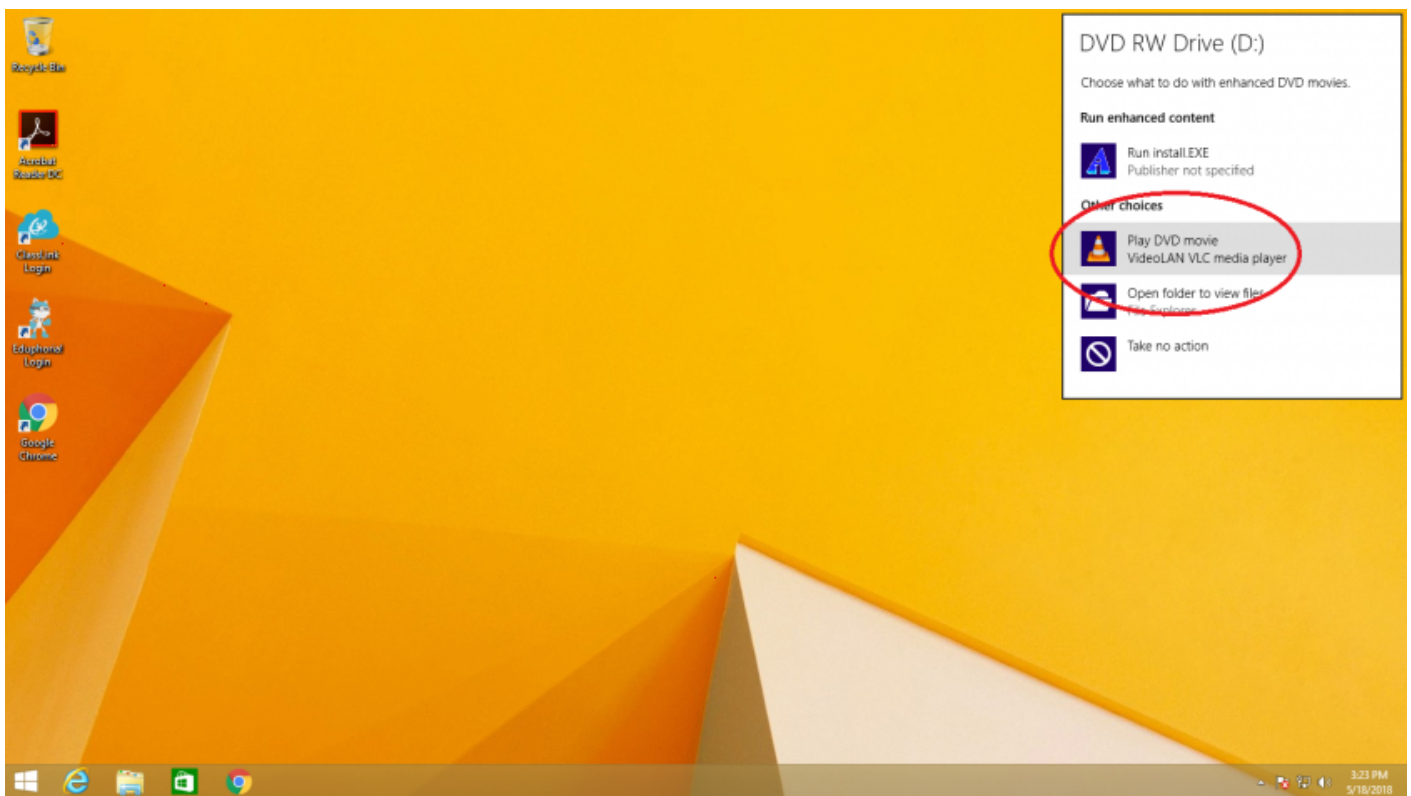 Recycle Bin
Acrobat
Reader DC
ClassLink
Login
Eduphoria!
Login
Google
Chrome
DVD RW Drive (D:)
Choose what to do with enhanced DVD movies.
Run enhanced content
Run install.EXE
Publisher not specified
Other choices
Play DVD movie
VideoLAN VLC media player
Open folder to view files
File Explorer
Take no action
3:23 PM
5/18/2018